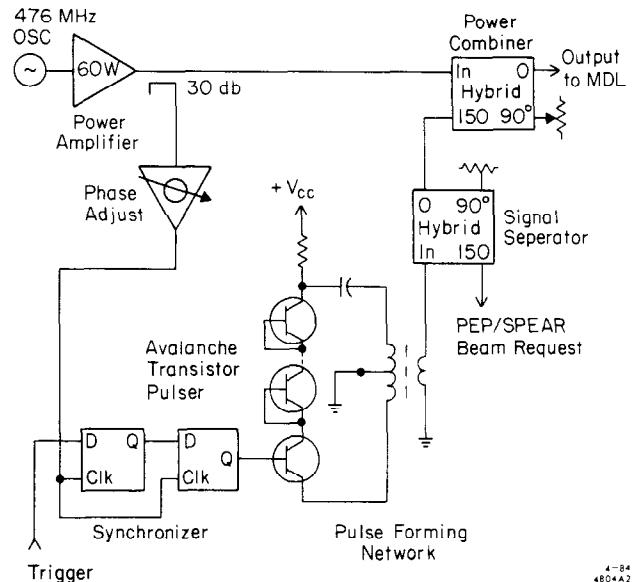 476 MHz
OSC
~
60W
Power
Amplifier
30 db
Power
Combiner
In O
Hybrid
150 90°
Output
to MDL
Phase
Adjust
+ Vcc
O 90°
Hybrid
In 150
Signal
Seperator
PEP/SPEAR
Beam Request
Avalanche
Transistor
Pulser
D Q
Clk
D
Q
Clk
Synchronizer
Pulse Forming
Network
Trigger
4-84
4804A2